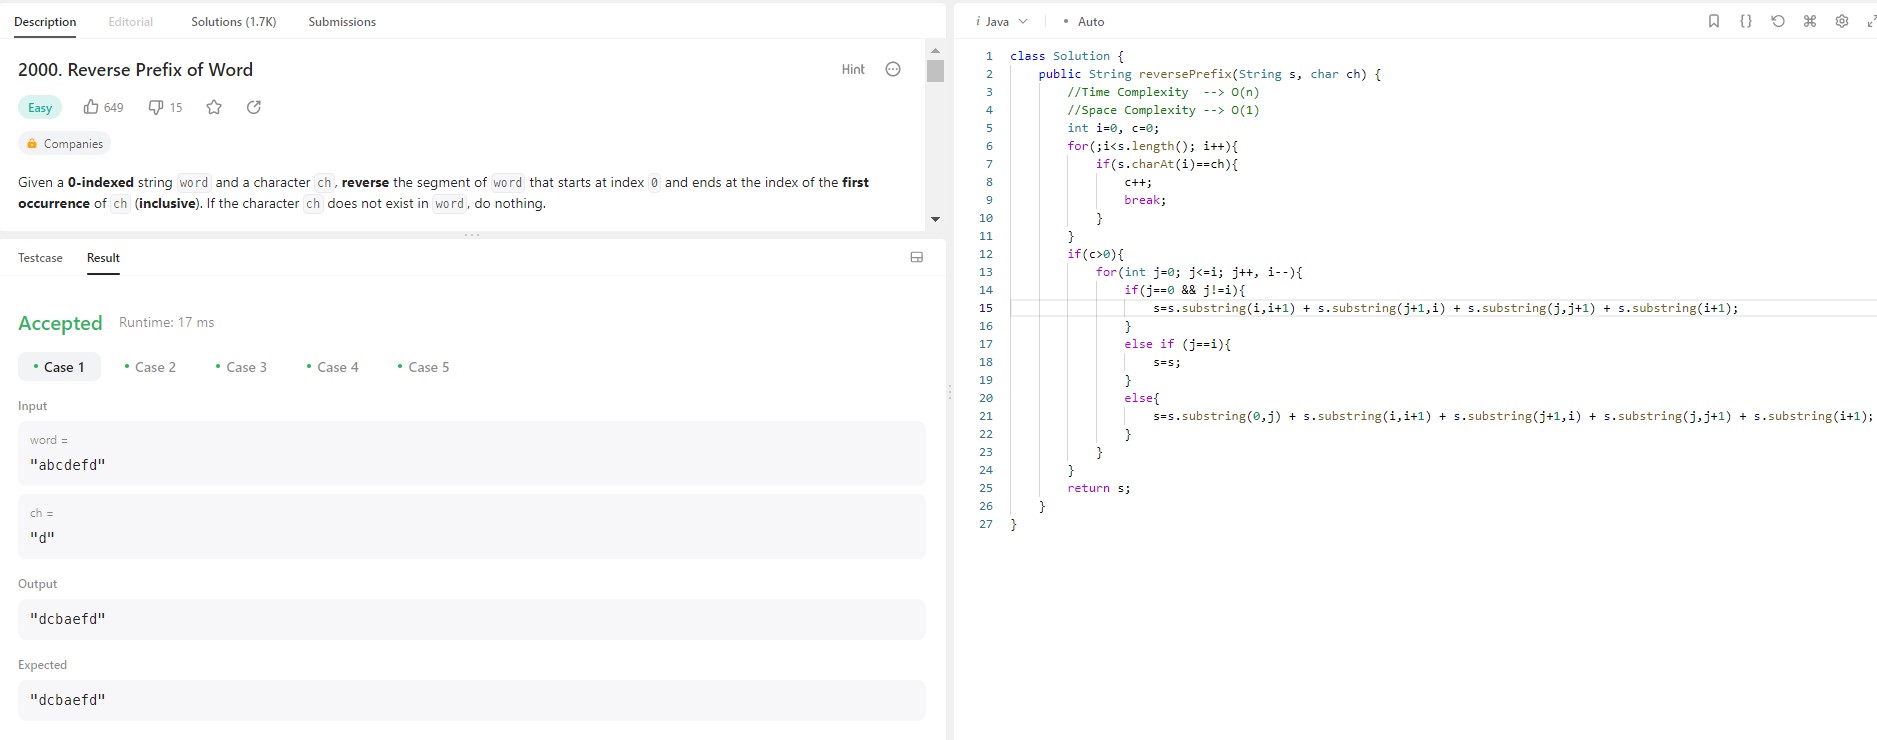 Description Editorial Solutions (1.7K) Submissions
2000. Reverse Prefix of Word
Hint
Easy 649 15
Companies
Given a 0-indexed string word and a character ch, reverse the segment of word that starts at index 0 and ends at the index of the first
occurrence of ch (inclusive). If the character ch does not exist in word, do nothing.
Testcase Result
Accepted Runtime: 17 ms
Case 1 Case 2 Case 3 Case 4 Case 5
Input
word =
"abcdefd"
ch =
"d"
Output
"dcbaefd"
Expected
"dcbaefd"
i Java • Auto
1 class Solution {
2 public String reversePrefix(String s, char ch) {
3 //Time Complexity --> O(n)
4 //Space Complexity --> O(1)
5 int i=0, c=0;
6 for(;i<s.length(); i++){
7 if(s.charAt(i)==ch){
8 c++;
9 break;
10 }
11 }
12 if(c>0){
13 for(int j=0; j<=i; j++, i--){
14 if(j==0 && j!=i){
15 s=s.substring(i,i+1) + s.substring(j+1,i) + s.substring(j,j+1) + s.substring(i+1);
16 }
17 else if (j==i){
18 s=s;
19 }
20 else{
21 s=s.substring(0,j) + s.substring(i,i+1) + s.substring(j+1,i) + s.substring(j,j+1) + s.substring(i+1);
22 }
23 }
24 }
25 return s;
26 }
27 }